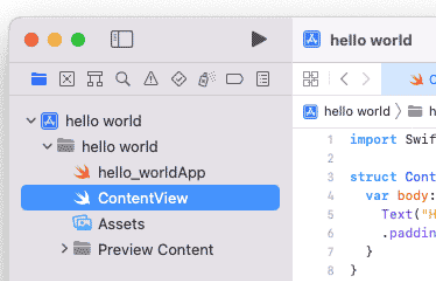 hello world
hello world
hello world
hello_worldApp
ContentView
Assets
Preview Content
hello world
1 import Swif
2
3 struct Cont
4 var body:
5 Text("H
6 .paddin
7 }
8 }